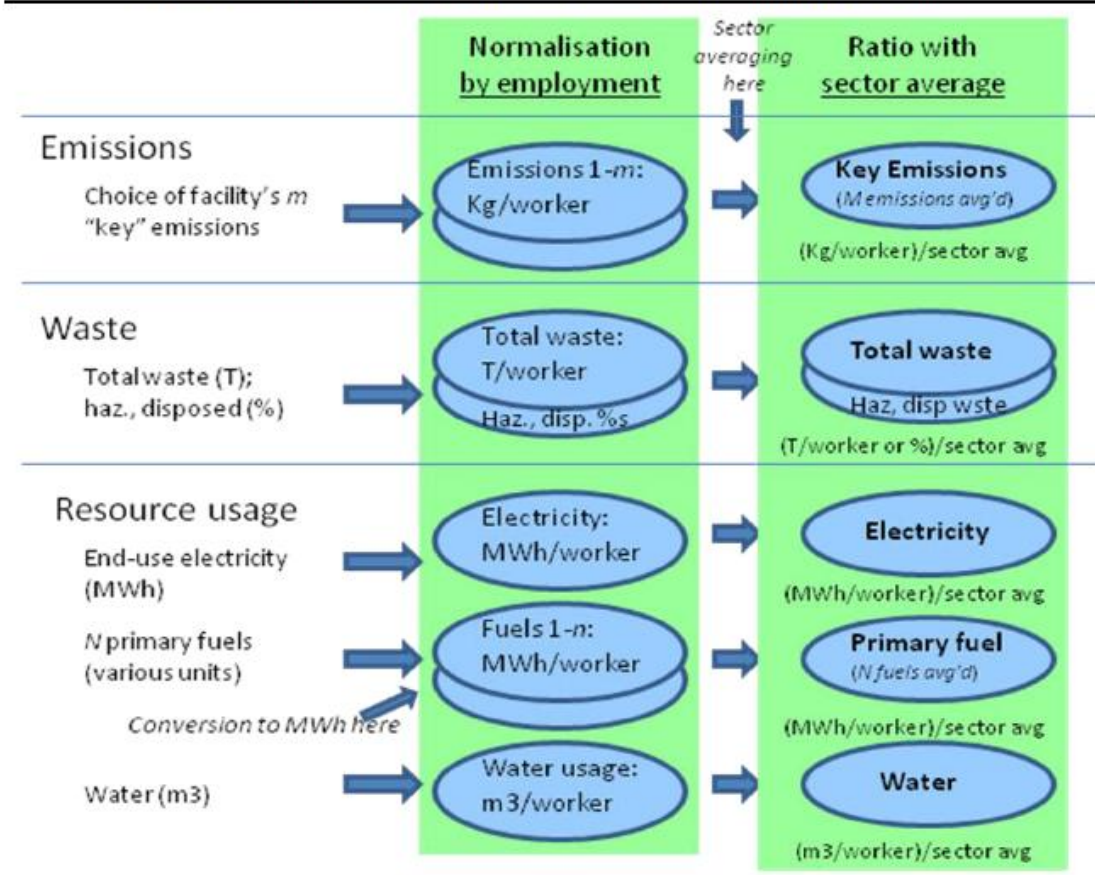 Normalisation
by employment
Sector
averaging
here
Ratio with
sector average
Emissions
Choice of facility's m
"key" emissions
Emissions 1-m:
Kg/worker
Key Emissions
(M emissions avg'd)
(Kg/worker)/sector avg
Waste
Total waste (T);
haz., disposed (%)
Total waste:
T/worker
Haz., disp. %s
Total waste
Haz, disp wste
(T/worker or %)/sector avg
Resource usage
End-use electricity
(MWh)
Electricity:
MWh/worker
Electricity
(MWh/worker)/sector avg
N primary fuels
(various units)
Fuels 1-n:
MWh/worker
Primary fuel
(N fuels avg'd)
Conversion to MWh here
(MWh/worker)/sector avg
Water (m3)
Water usage:
m3/worker
Water
(m3/worker)/sector avg